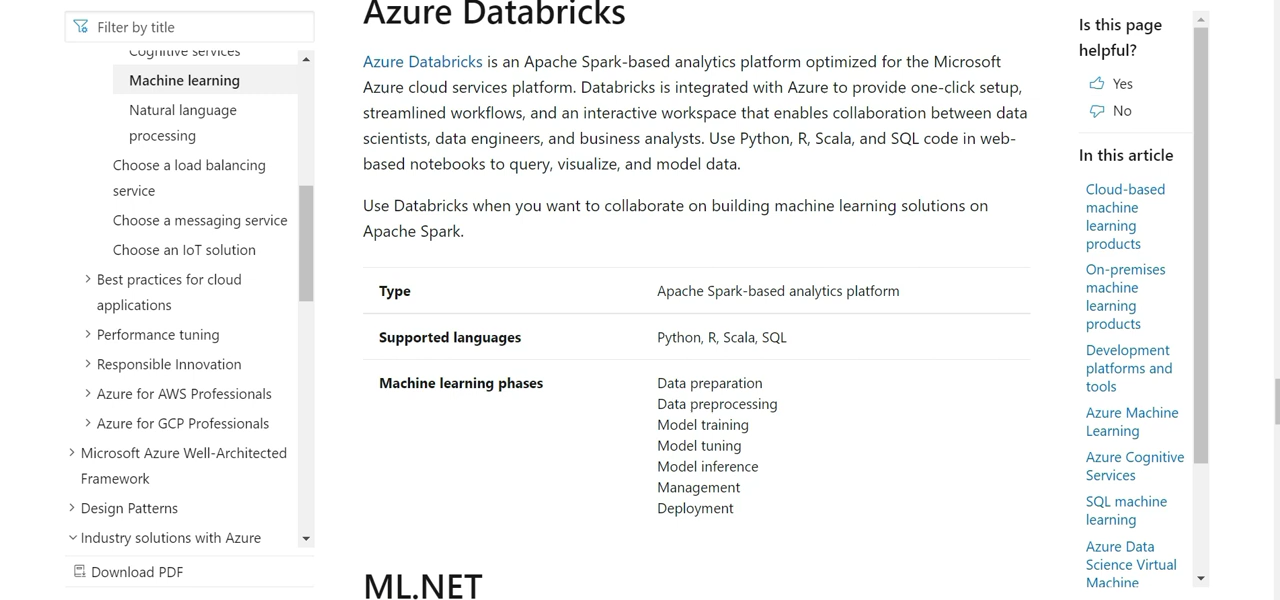 Filter by title
Cognitive services
Machine learning
Natural language
processing
Choose a load balancing
service
Choose a messaging service
Choose an IoT solution
Best practices for cloud
applications
Performance tuning
Responsible Innovation
Azure for AWS Professionals
Azure for GCP Professionals
Microsoft Azure Well-Architected
Framework
Design Patterns
Industry solutions with Azure
Download PDF
Azure Databricks
Azure Databricks is an Apache Spark-based analytics platform optimized for the Microsoft
Azure cloud services platform. Databricks is integrated with Azure to provide one-click setup,
streamlined workflows, and an interactive workspace that enables collaboration between data
scientists, data engineers, and business analysts. Use Python, R, Scala, and SQL code in web-
based notebooks to query, visualize, and model data.
Use Databricks when you want to collaborate on building machine learning solutions on
Apache Spark.
Type Apache Spark-based analytics platform
Supported languages Python, R, Scala, SQL
Machine learning phases Data preparation
Data preprocessing
Model training
Model tuning
Model inference
Management
Deployment
ML.NET
Is this page
helpful?
Yes
No
In this article
Cloud-based
machine
learning
products
On-premises
machine
learning
products
Development
platforms and
tools
Azure Machine
Learning
Azure Cognitive
Services
SQL machine
learning
Azure Data
Science Virtual
Machine